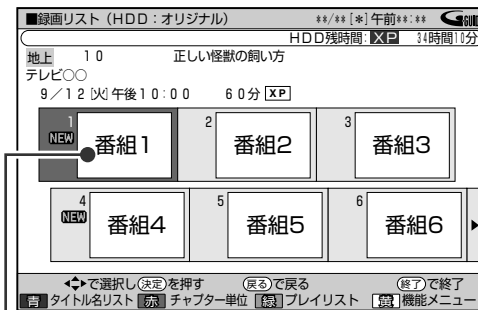 ■録画リスト（HDD：オリジナル） **/** [*] 午前**:** GGUIDE
HDD残時間: XP 34時間10分
地上 10 正しい怪獣の飼い方
テレビ○○
9／12 [火] 午後10:00 60分 XP
1 NEW 番組1
2 番組2
3 番組3
4 NEW 番組4
5 番組5
6 番組6
で選択し 決定 を押す 戻る で戻る 終了 で終了
青 タイトル名リスト 赤 チャプター単位 緑 プレイリスト 黄 機能メニュー